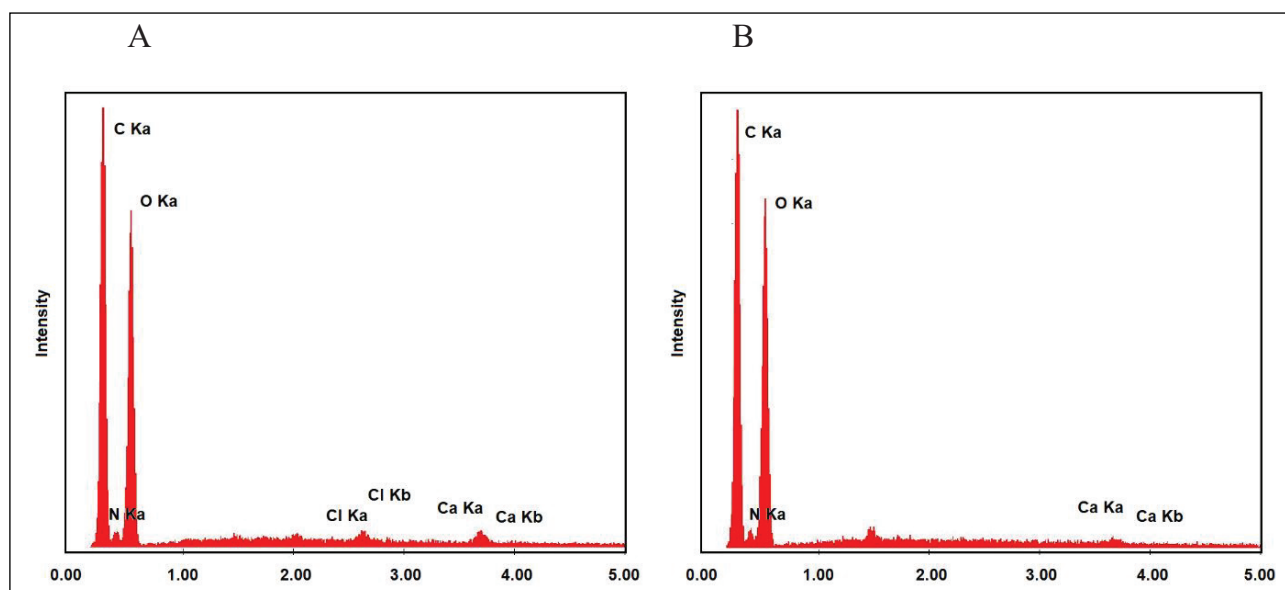 A
B
C Ka
O Ka
N Ka
Cl Ka
Cl Kb
Ca Ka
Ca Kb
Intensity
0.00 1.00 2.00 3.00 4.00 5.00
C Ka
O Ka
N Ka
Ca Ka
Ca Kb
Intensity
0.00 1.00 2.00 3.00 4.00 5.00